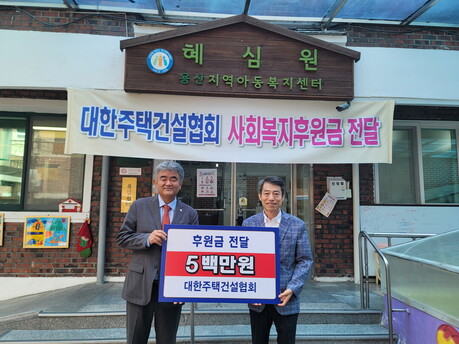 혜심원
용산지역아동복지센터
대한주택건설협회 사회복지후원금 전달
후원금 전달
5백만원
대한주택건설협회